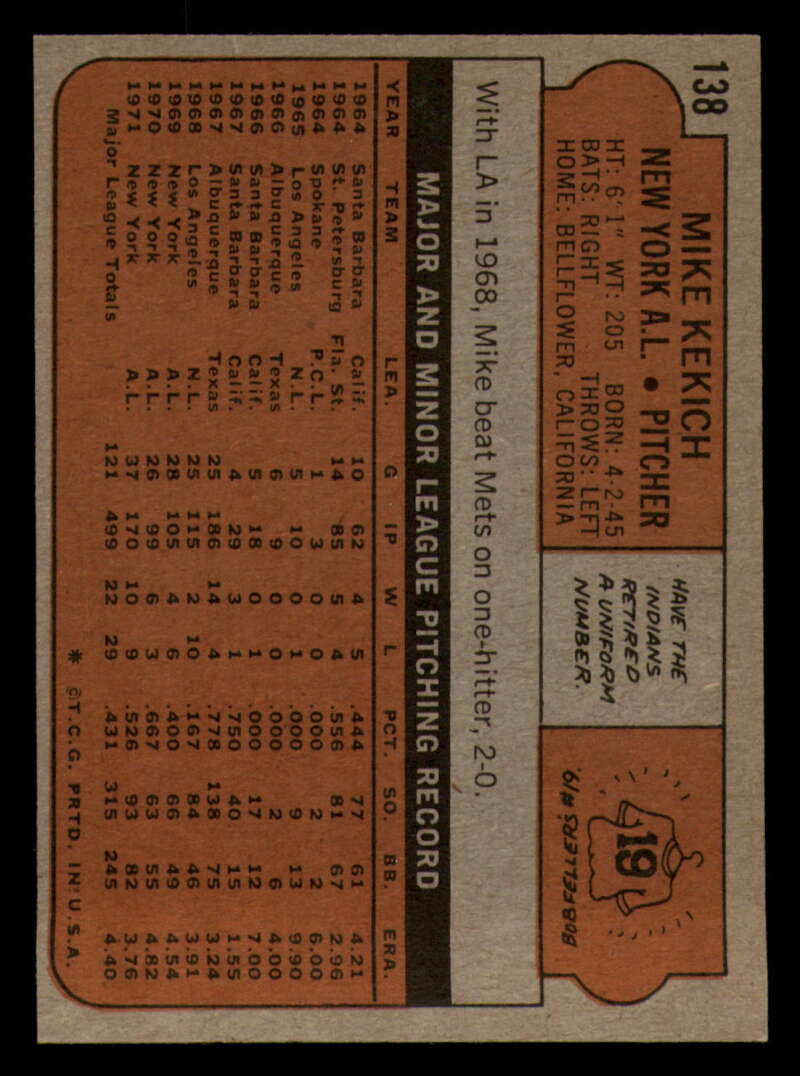 138
MIKE KEKICH
NEW YORK A.L. • PITCHER
HT: 6'1" WT: 205 BORN: 4-2-45
BATS: RIGHT THROWS: LEFT
HOME: BELLFLOWER, CALIFORNIA
HAVE THE
INDIANS
RETIRED
A UNIFORM
NUMBER.
19
BOB FELLER'S #19.
With LA in 1968, Mike beat Mets on one-hitter, 2-0.
MAJOR AND MINOR LEAGUE PITCHING RECORD
YEAR TEAM LEA. G IP W L PCT. SO. BB. ERA.
1964 Santa Barbara Calif. 10 62 4 5 .444 77 61 4.21
1964 St. Petersburg Fla. St. 14 85 5 4 .556 81 67 2.96
1964 Spokane P.C.L. 1 3 0 0 .000 2 2 6.00
1965 Los Angeles N.L. 5 10 0 1 .000 9 13 9.90
1966 Albuquerque Texas 6 9 0 0 .000 2 6 4.00
1966 Santa Barbara Calif. 5 18 0 1 .000 17 12 7.00
1967 Santa Barbara Calif. 4 29 3 1 .750 40 15 1.55
1967 Albuquerque Texas 25 186 14 4 .778 138 75 3.24
1968 Los Angeles N.L. 25 115 2 10 .167 84 46 3.91
1969 New York A.L. 28 105 4 6 .400 66 49 4.54
1970 New York A.L. 26 99 6 3 .667 63 55 4.82
1971 New York A.L. 37 170 10 9 .526 93 82 3.76
Major League Totals 121 499 22 29 .431 315 245 4.40
* ©T.C.G. PRTD. IN U.S.A.